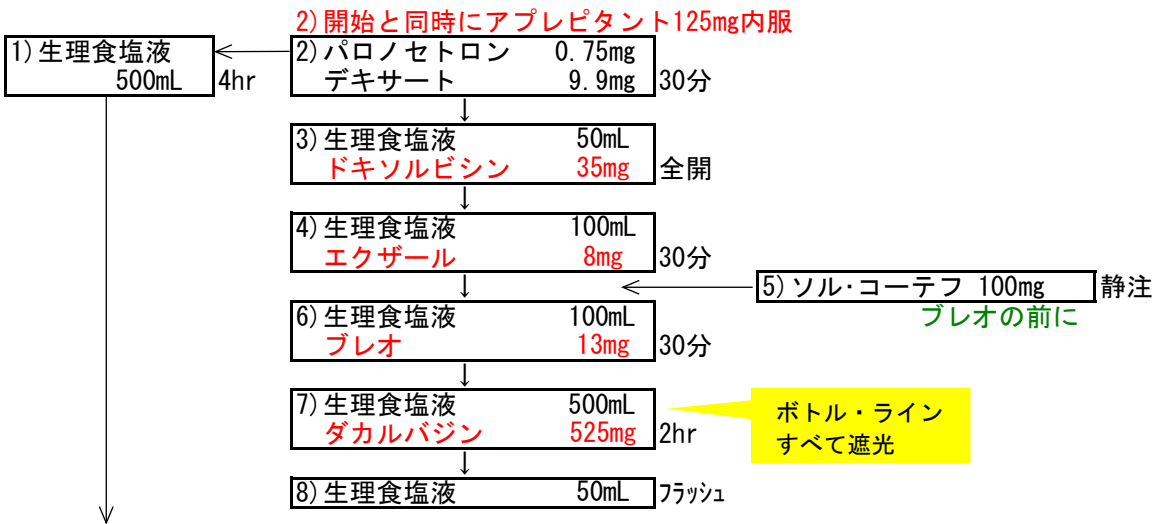 2)開始と同時にアプレピタント125mg内服
1)生理食塩液
500mL 4hr
2)パロノセトロン 0.75mg
デキサート 9.9mg 30分
↓
3)生理食塩液 50mL
ドキソルビシン 35mg 全開
↓
4)生理食塩液 100mL
エクザール 8mg 30分
↓
5)ソル・コーテフ 100mg 静注
ブレオの前に
6)生理食塩液 100mL
ブレオ 13mg 30分
↓
7)生理食塩液 500mL
ダカルバジン 525mg 2hr
ボトル・ライン
すべて遮光
↓
8)生理食塩液 50mL フラッシュ